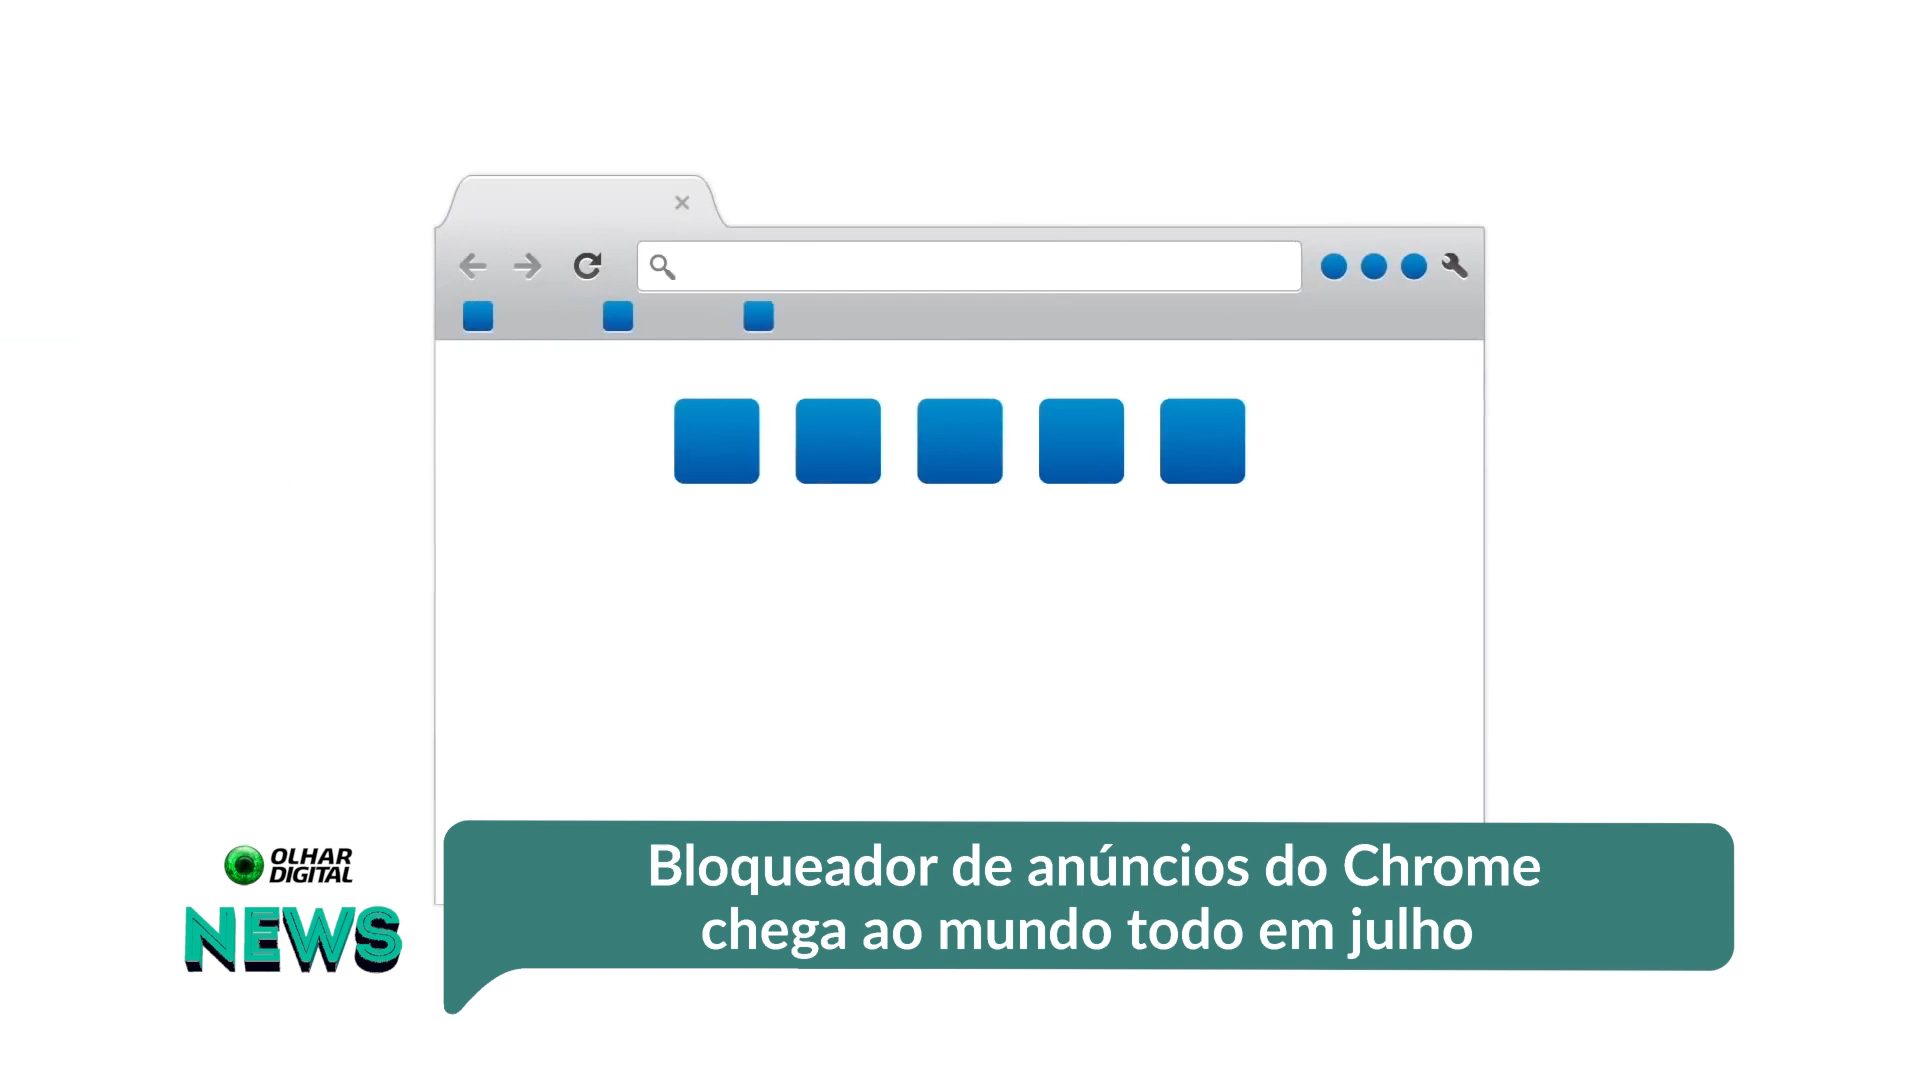 OLHAR
DIGITAL
NEWS
Bloqueador de anúncios do Chrome
chega ao mundo todo em julho